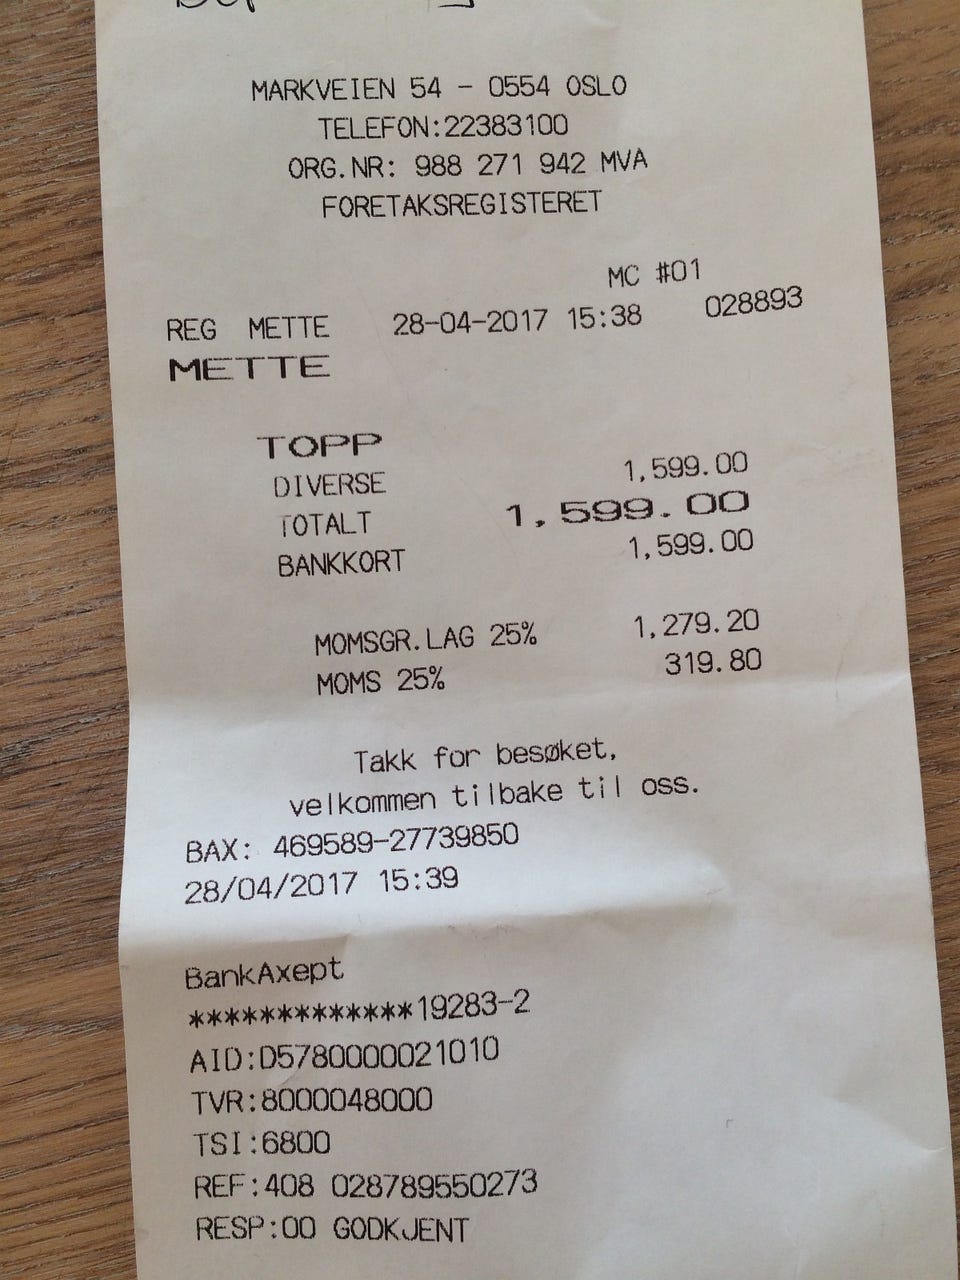 MARKVEIEN 54 - 0554 OSLO
TELEFON:22383100
ORG.NR: 988 271 942 MVA
FORETAKSREGISTERET
MC #01
REG METTE 28-04-2017 15:38 028893
METTE
TOPP
DIVERSE 1,599.00
TOTALT 1,599.00
BANKKORT 1,599.00
MOMSGR.LAG 25% 1,279.20
MOMS 25% 319.80
Takk for besøket,
velkommen tilbake til oss.
BAX: 469589-27739850
28/04/2017 15:39
BankAxept
*************19283-2
AID:D5780000021010
TVR:8000048000
TSI:6800
REF:408 028789550273
RESP:00 GODKJENT